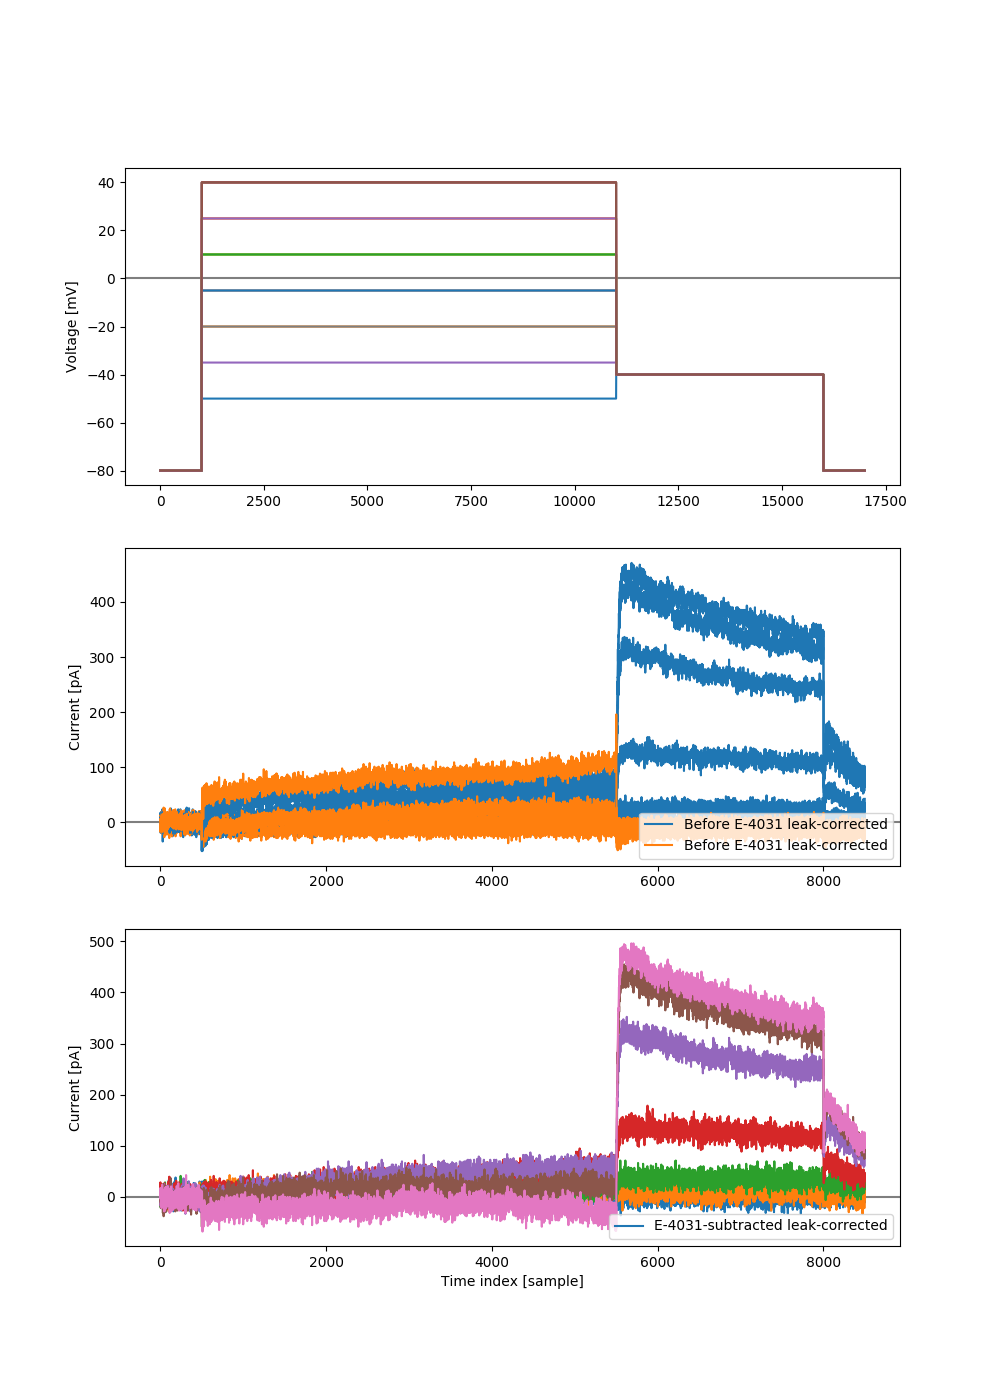 40
20
0
−20
−40
−60
−80
Voltage [mV]
0 2500 5000 7500 10000 12500 15000 17500
400
300
200
100
0
Current [pA]
Before E-4031 leak-corrected
Before E-4031 leak-corrected
0 2000 4000 6000 8000
500
400
300
200
100
0
Current [pA]
E-4031-subtracted leak-corrected
0 2000 4000 6000 8000
Time index [sample]